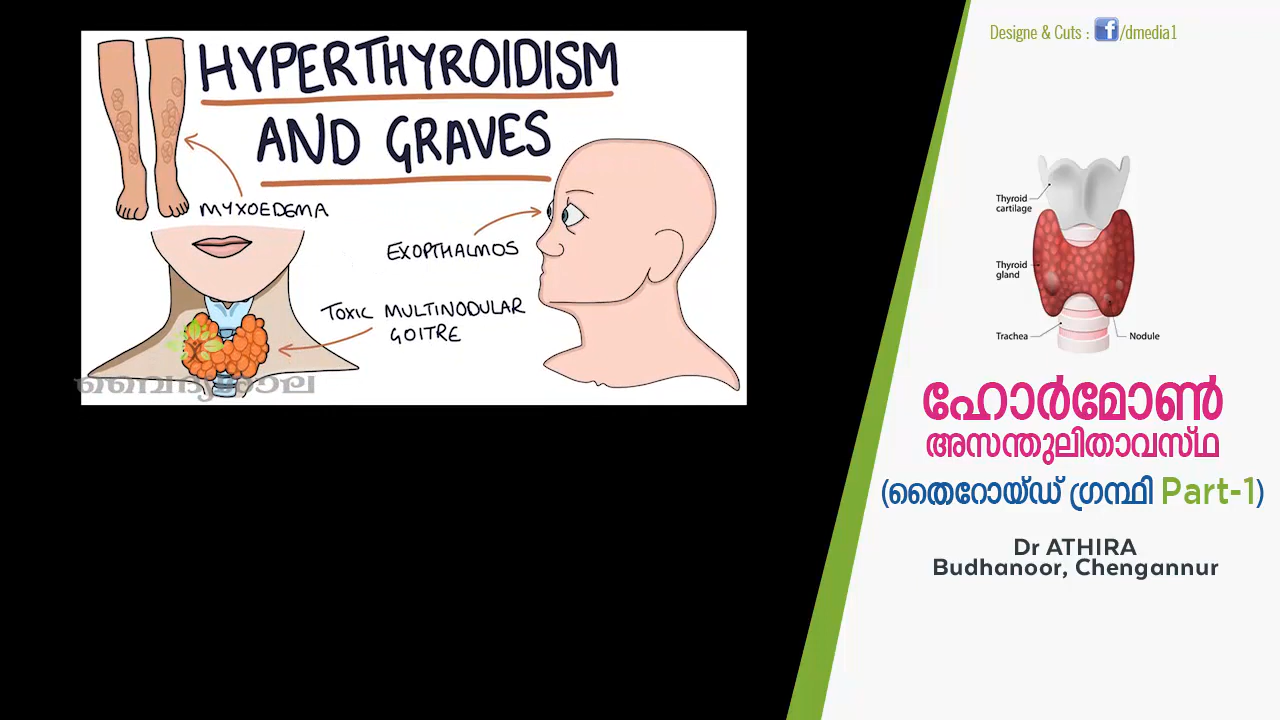 HYPERTHYROIDISM
AND GRAVES
MYXOEDEMA
EXOPTHALMOS
TOXIC MULTINODULAR
GOITRE
വൈദ്യശാല
Designe & Cuts : f/dmedia1
Thyroid
cartilage
Thyroid
gland
Trachea
Nodule
ഹോർമോൺ
അസന്തുലിതാവസ്ഥ
(തൈറോയ്ഡ് ഗ്രന്ഥി Part-1)
Dr ATHIRA
Budhanoor, Chengannur